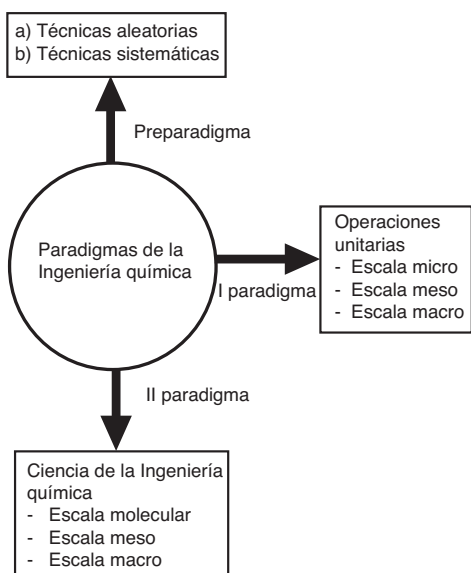 a) Técnicas aleatorias
b) Técnicas sistemáticas
Preparadigma
Paradigmas de la
Ingeniería química
I paradigma
Operaciones
unitarias
- Escala micro
- Escala meso
- Escala macro
II paradigma
Ciencia de la Ingeniería
química
- Escala molecular
- Escala meso
- Escala macro